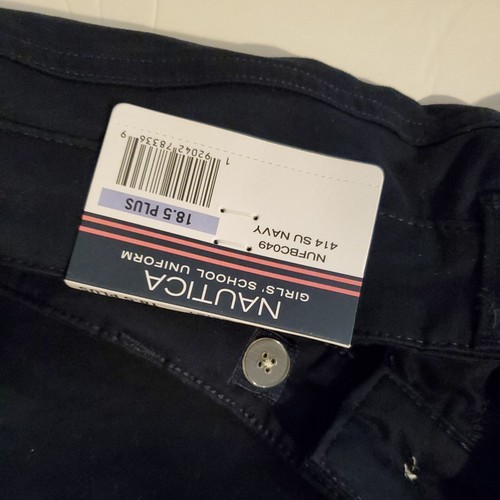 NAUTICA
GIRLS' SCHOOL UNIFORM
NUFBC049
414 SU NAVY
18.5 PLUS
1 92042 78336 9